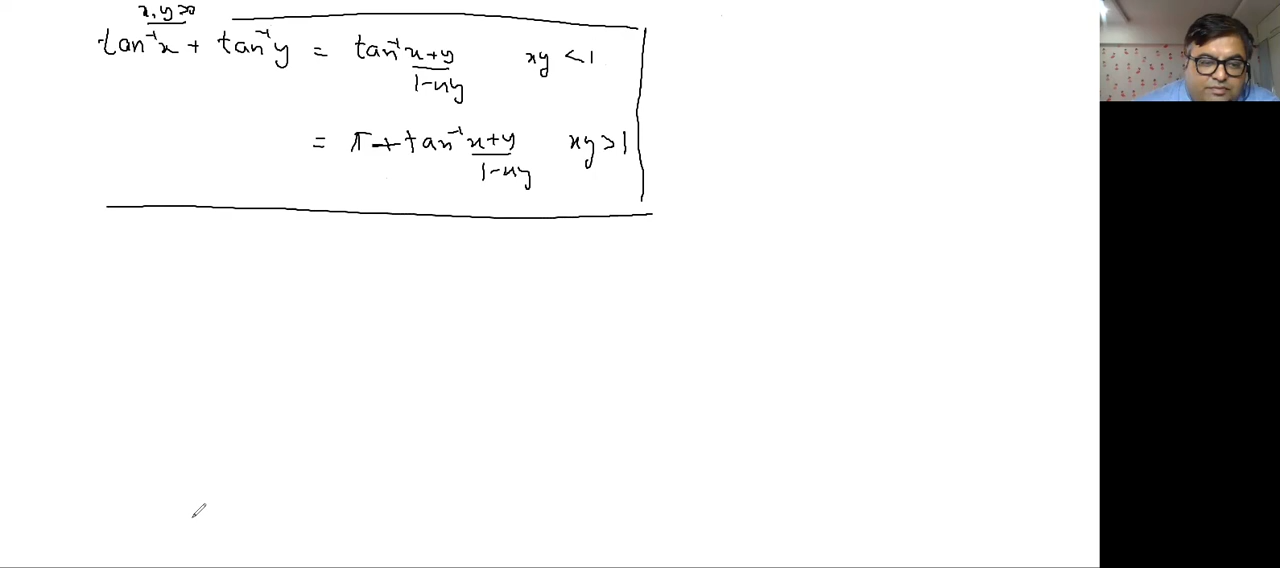 x, y ≥ 0
tan⁻¹x + tan⁻¹y = tan⁻¹ (x+y)/(1-xy) xy < 1
= π + tan⁻¹ (x+y)/(1-xy) xy > 1